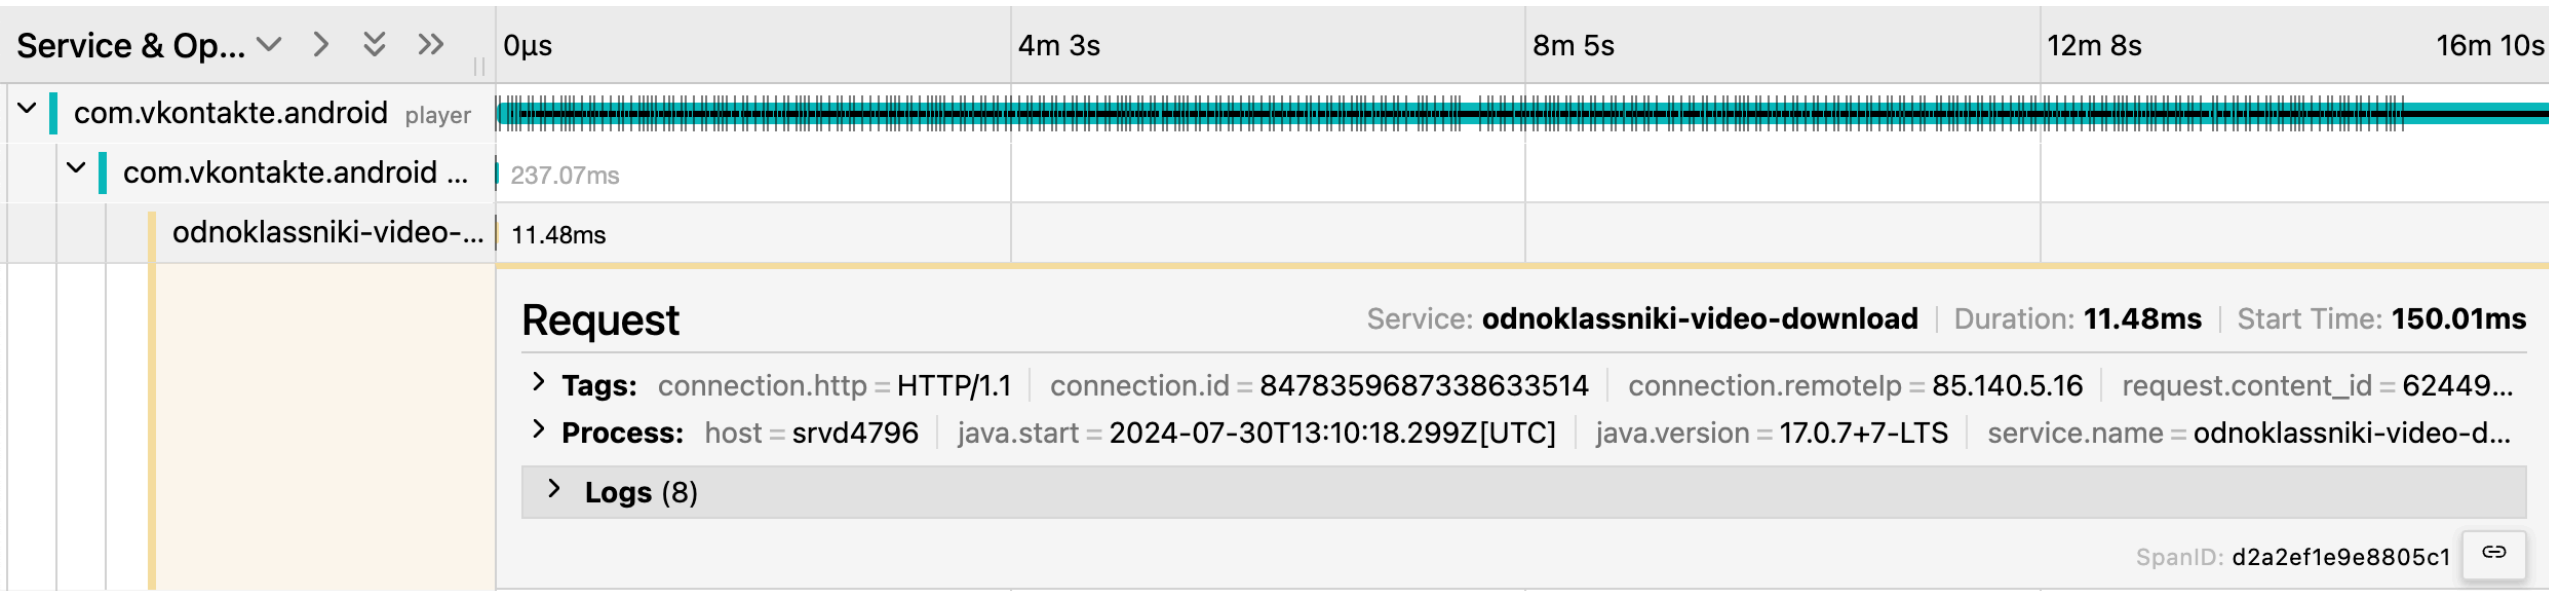 Service & Op... 0μs 4m 3s 8m 5s 12m 8s 16m 10s
com.vkontakte.android player
com.vkontakte.android ... 237.07ms
odnoklassniki-video-... 11.48ms
Request Service: odnoklassniki-video-download Duration: 11.48ms Start Time: 150.01ms
Tags: connection.http = HTTP/1.1 connection.id = 8478359687338633514 connection.remoteIp = 85.140.5.16 request.content_id = 62449...
Process: host = srvd4796 java.start = 2024-07-30T13:10:18.299Z[UTC] java.version = 17.0.7+7-LTS service.name = odnoklassniki-video-d...
Logs (8)
SpanID: d2a2ef1e9e8805c1